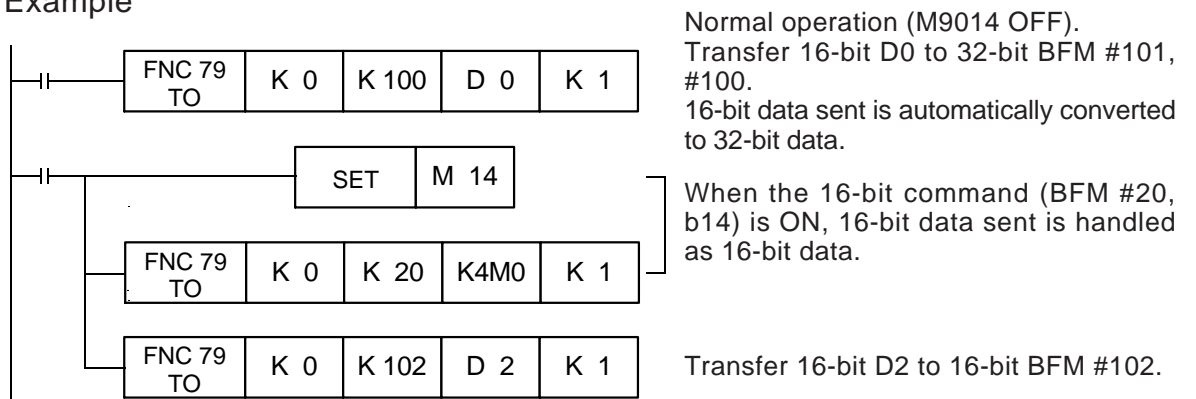 Example
FNC 79 TO K 0 K 100 D 0 K 1
Normal operation (M9014 OFF).
Transfer 16-bit D0 to 32-bit BFM #101,
#100.
16-bit data sent is automatically converted
to 32-bit data.
SET M 14
FNC 79 TO K 0 K 20 K4M0 K 1
When the 16-bit command (BFM #20,
b14) is ON, 16-bit data sent is handled
as 16-bit data.
FNC 79 TO K 0 K 102 D 2 K 1
Transfer 16-bit D2 to 16-bit BFM #102.